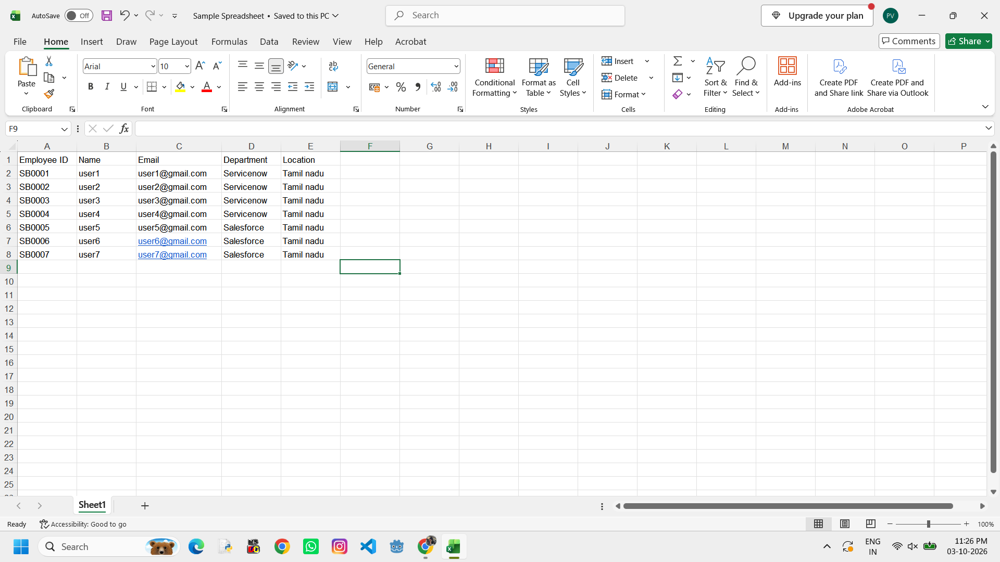 AutoSave Off Sample Spreadsheet • Saved to this PC Search Upgrade your plan PV
File Home Insert Draw Page Layout Formulas Data Review View Help Acrobat Comments Share
Paste
Clipboard
Arial 10
B I U A
Font
ab
c
Alignment
General
% 9 .00 .00
Number
Conditional Formatting
Format as Table
Cell Styles
Styles
Insert
Delete
Format
Cells
Sort & Filter
Find & Select
Editing
Add-ins
Add-ins
Create PDF and Share link
Create PDF and Share via Outlook
Adobe Acrobat
F9 fx
A B C D E F G H I J K L M N O P
1 Employee ID Name Email Department Location
2 SB0001 user1 user1@gmail.com Servicenow Tamil nadu
3 SB0002 user2 user2@gmail.com Servicenow Tamil nadu
4 SB0003 user3 user3@gmail.com Servicenow Tamil nadu
5 SB0004 user4 user4@gmail.com Servicenow Tamil nadu
6 SB0005 user5 user5@gmail.com Salesforce Tamil nadu
7 SB0006 user6 user6@gmail.com Salesforce Tamil nadu
8 SB0007 user7 user7@gmail.com Salesforce Tamil nadu
9
10
11
12
13
14
15
16
17
18
19
20
21
22
23
24
25
Sheet1
Ready Accessibility: Good to go 100%
Search ENG IN 11:26 PM
03-10-2026